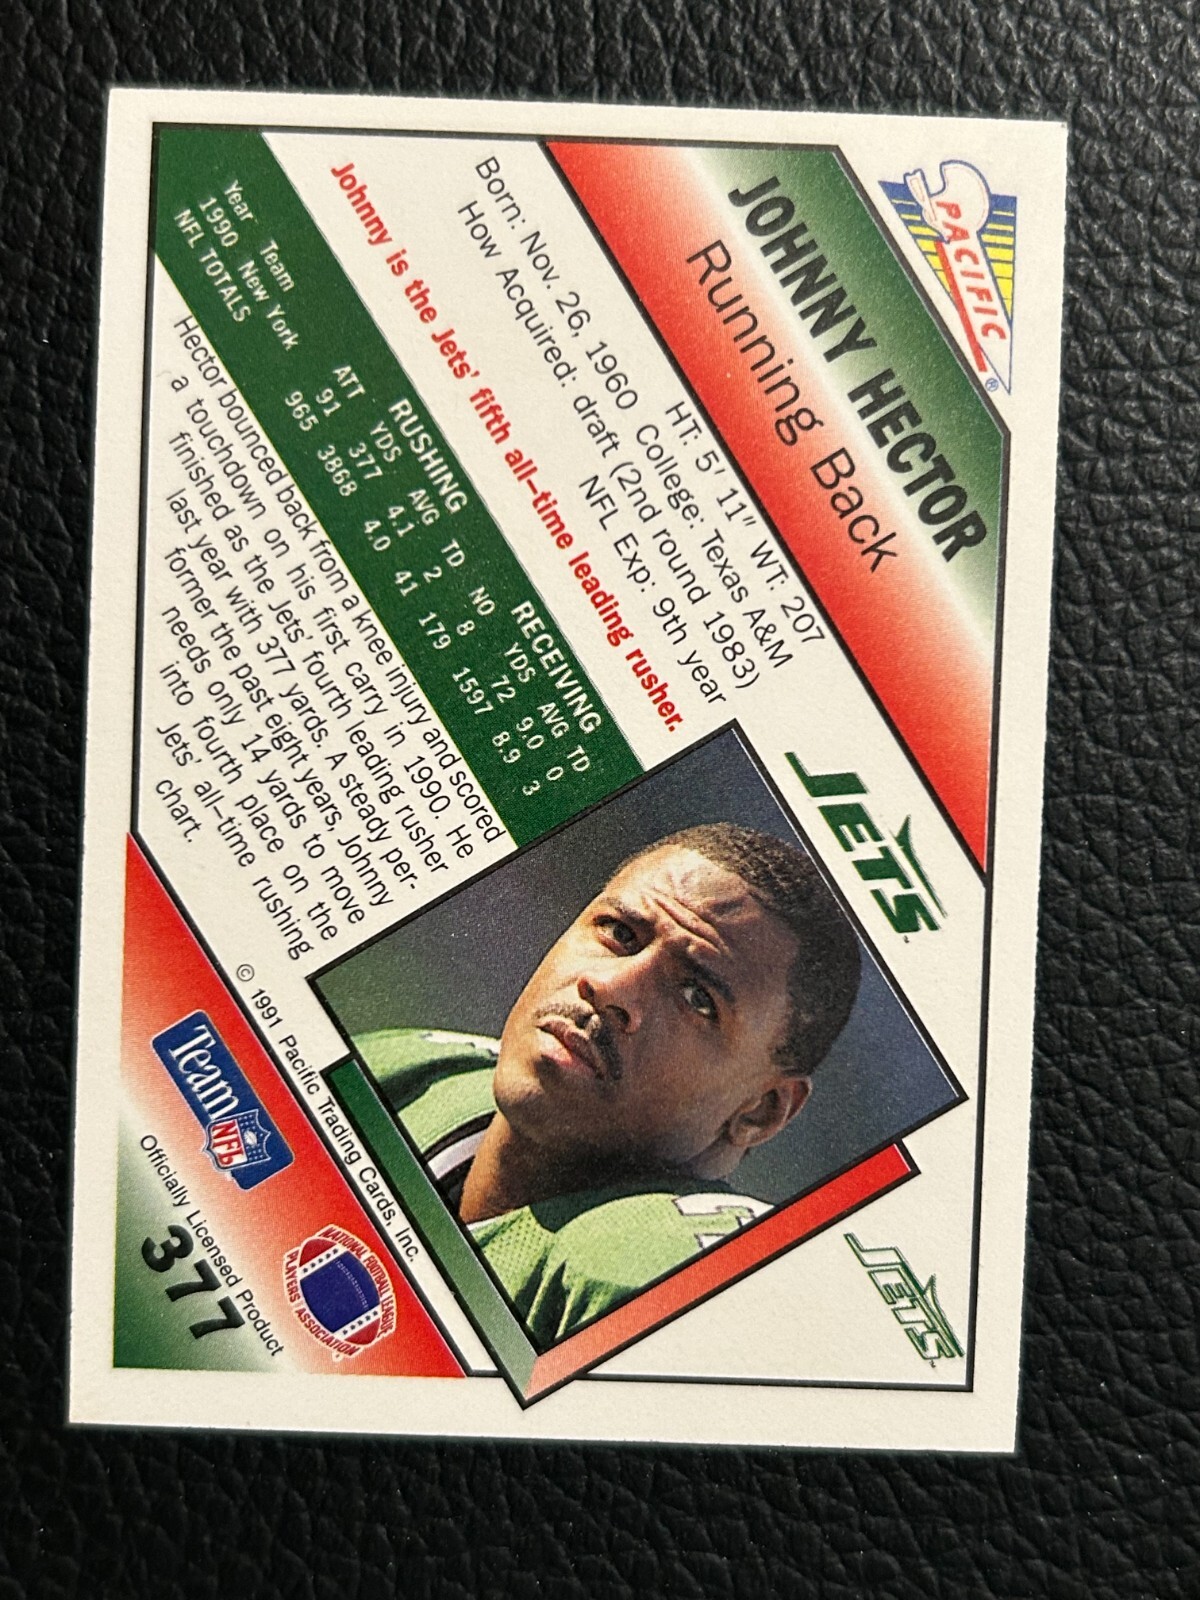 PACIFIC®
JOHNNY HECTOR
Running Back
HT: 5' 11" WT: 207
Born: Nov. 26, 1960 College: Texas A&M
How Acquired: draft (2nd round 1983)
NFL Exp: 9th year
Johnny is the Jets' fifth all-time leading rusher.
RUSHING RECEIVING
Year Team ATT YDS AVG TD NO YDS AVG TD
1990 New York 91 377 4.1 2 8 72 9.0 0
NFL TOTALS 965 3868 4.0 41 179 1597 8.9 3
Hector bounced back from a knee injury and scored
a touchdown on his first carry in 1990. He
finished as the Jets' fourth leading rusher
last year with 377 yards. A steady per-
former the past eight years, Johnny
needs only 14 yards to move
into fourth place on the
Jets' all-time rushing
chart.
JETS
JETS™
© 1991 Pacific Trading Cards, Inc.
Team NFL
NATIONAL FOOTBALL LEAGUE
PLAYERS ASSOCIATION
Officially Licensed Product
377